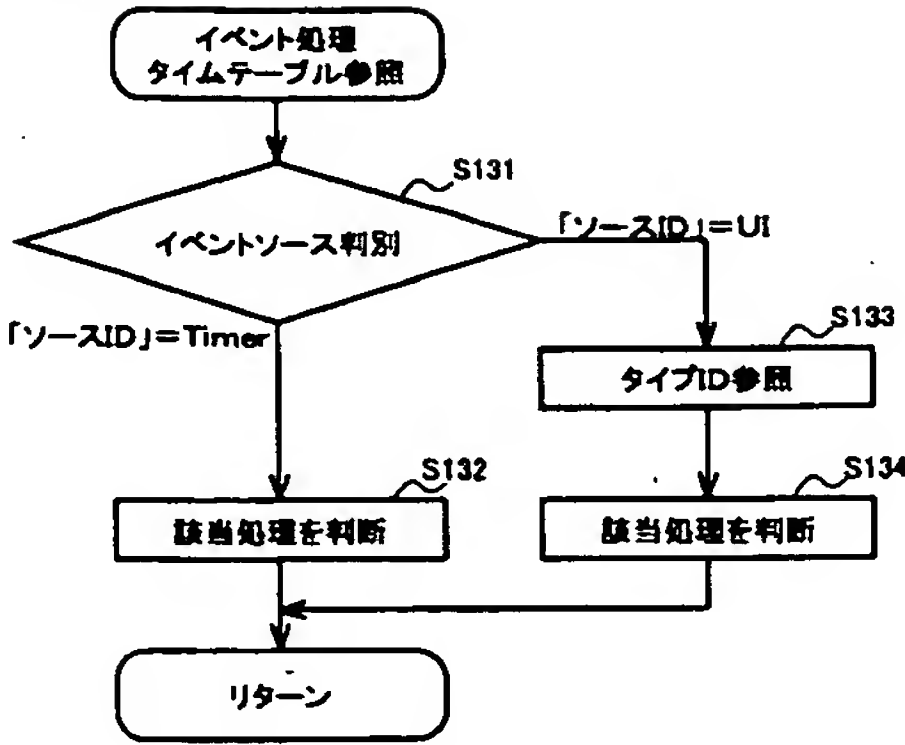 イベント処理
タイムテーブル参照
S131
イベントソース判別
「ソースID」=UI
「ソースID」=Timer
S133
タイプID参照
S132
S134
該当処理を判断
該当処理を判断
リターン